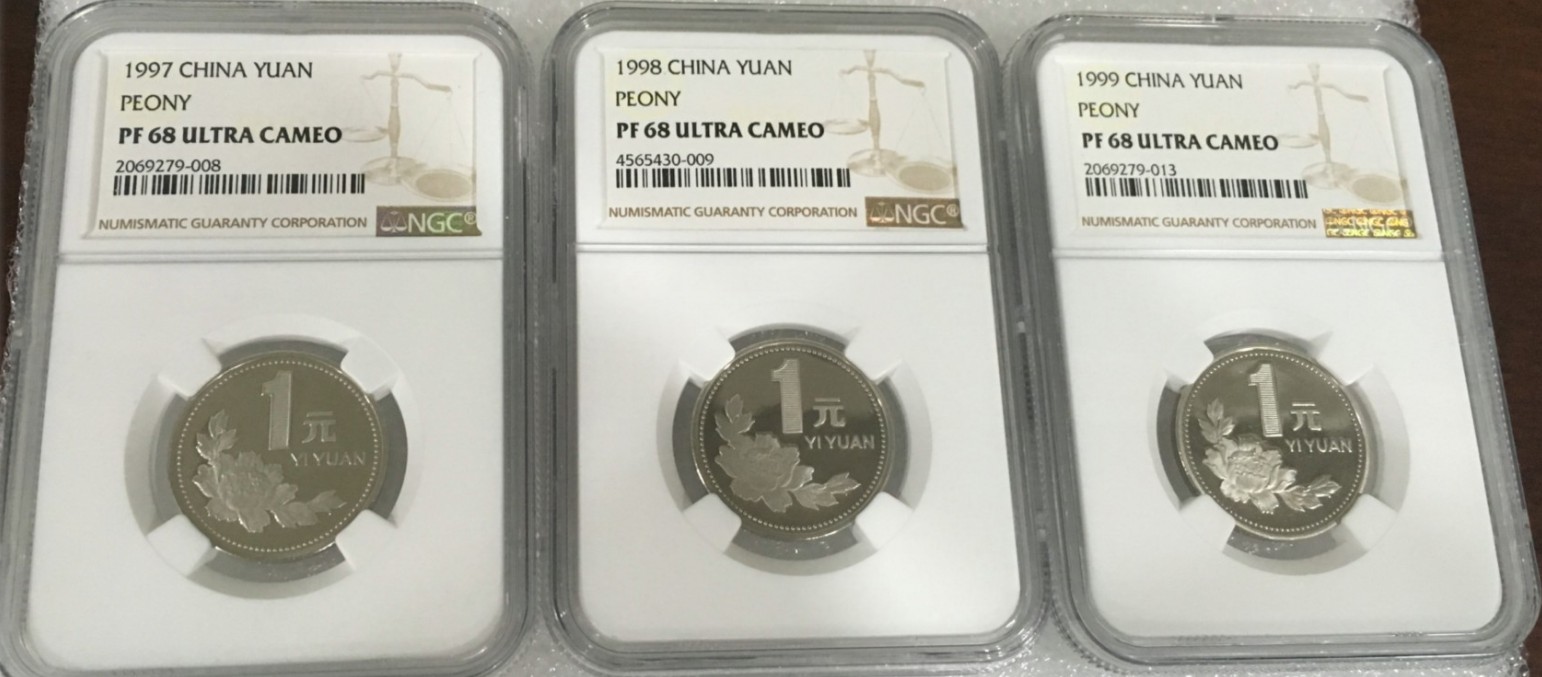 1997 CHINA YUAN
PEONY
PF 68 ULTRA CAMEO
2069279-008
NUMISMATIC GUARANTY CORPORATION
NGC®
1
元
YI YUAN
1998 CHINA YUAN
PEONY
PF 68 ULTRA CAMEO
4565430-009
NUMISMATIC GUARANTY CORPORATION
NGC®
1
元
YI YUAN
1999 CHINA YUAN
PEONY
PF 68 ULTRA CAMEO
2069279-013
NUMISMATIC GUARANTY CORPORATION
1
元
YI YUAN